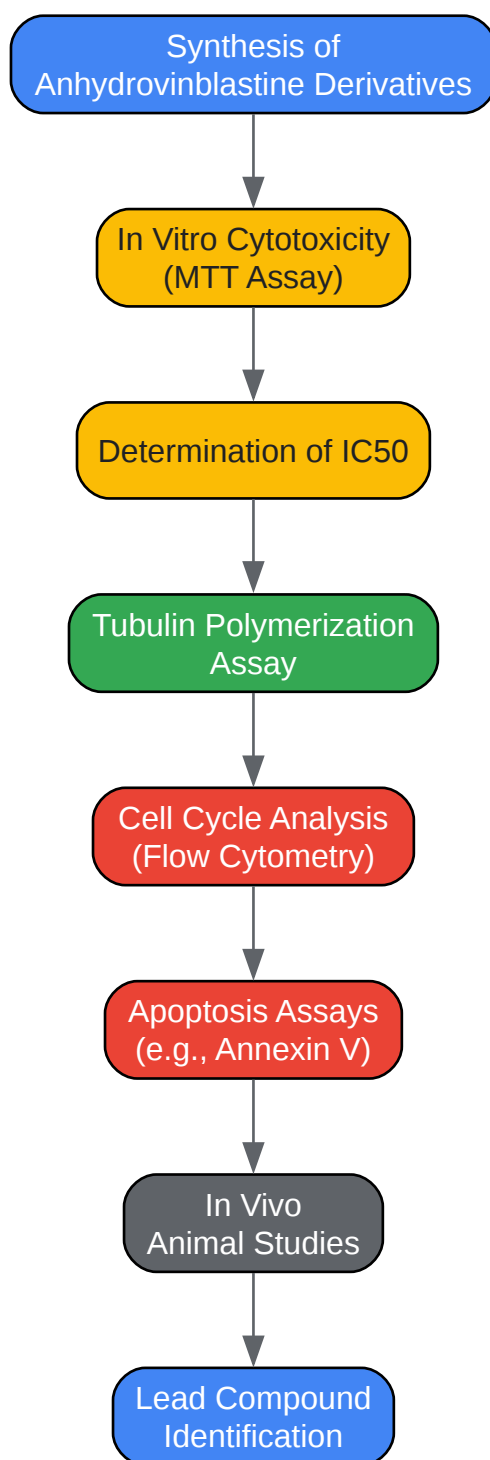 Synthesis of
Anhydrovinblastine Derivatives
In Vitro Cytotoxicity
(MTT Assay)
Determination of IC50
Tubulin Polymerization
Assay
Cell Cycle Analysis
(Flow Cytometry)
Apoptosis Assays
(e.g., Annexin V)
In Vivo
Animal Studies
Lead Compound
Identification